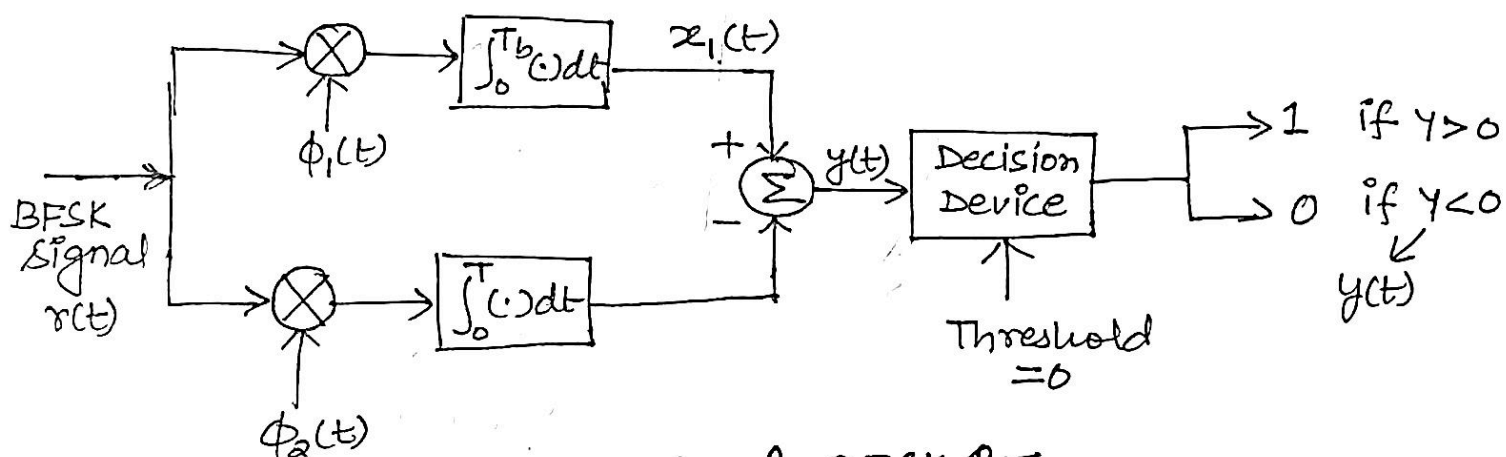 x₁(t)
∫₀^Tb (·)dt
ϕ₁(t)
1 if y>0
+
y(t)
Decision
Device
Σ
BFSK
signal
r(t)
−
0 if y<0
y(t)
∫₀^T (·)dt
Threshold
=0
ϕ₂(t)